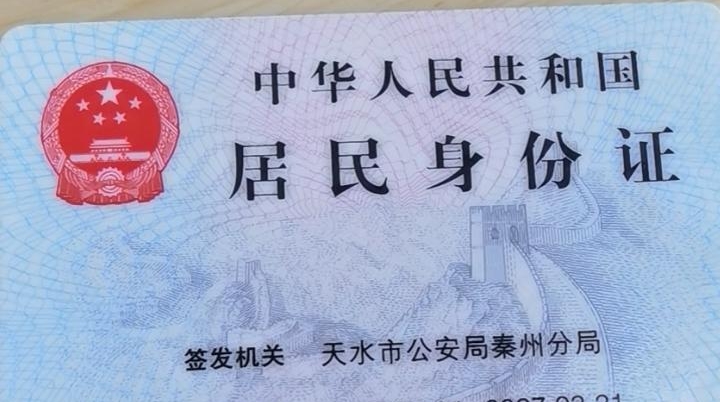 中华人民共和国
居民身份证
签发机关 天水市公安局秦州分局